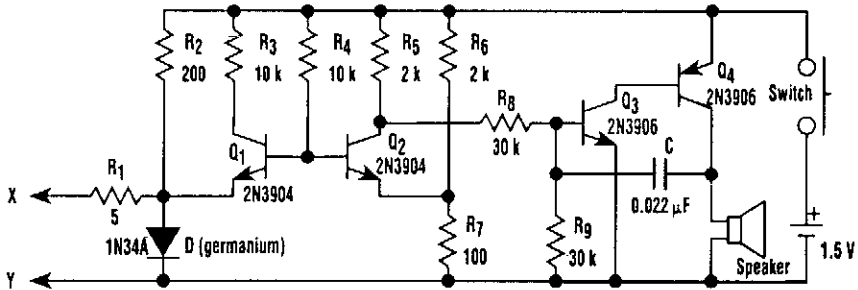 R2
200
R3
10 k
R4
10 k
R5
2 k
R6
2 k
R8
30 k
Q3
2N3906
Q4
2N3906
Switch
Q1
2N3904
Q2
2N3904
X
R1
5
C
0.022 µF
1N34A
D (germanium)
R7
100
R9
30 k
Speaker
+
1.5 V
Y